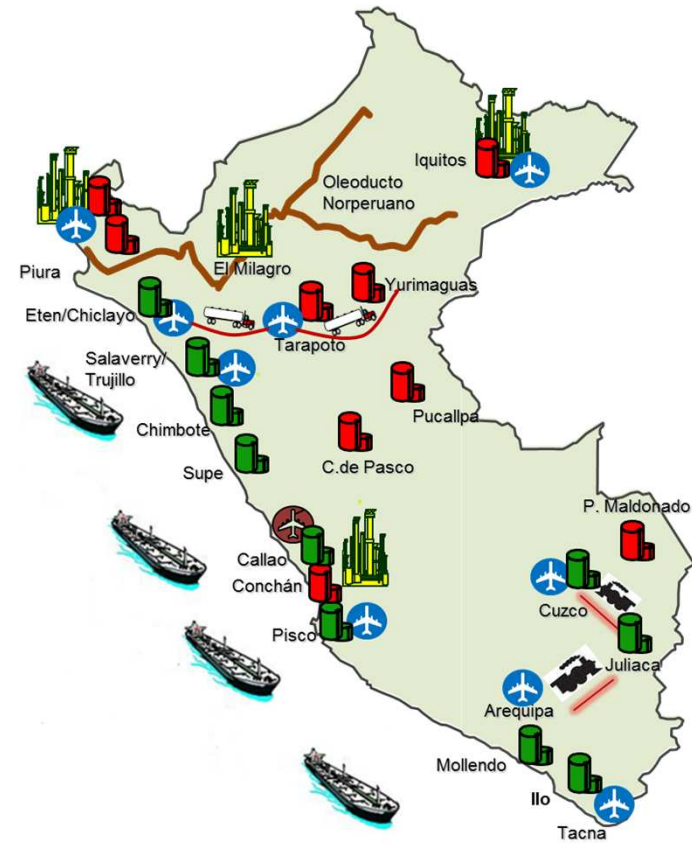 Iquitos
Oleoducto
Norperuano
Piura
El Milagro
Yurimaguas
Eten/Chiclayo
Tarapoto
Salaverry/
Trujillo
Pucallpa
Chimbote
C.de Pasco
Supe
P. Maldonado
Callao
Conchán
Cuzco
Pisco
Juliaca
Arequipa
Mollendo
Ilo
Tacna